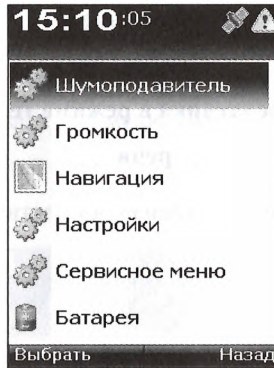 15:10:05
Шумоподавитель
Громкость
Навигация
Настройки
Сервисное меню
Батарея
Выбрать Назад